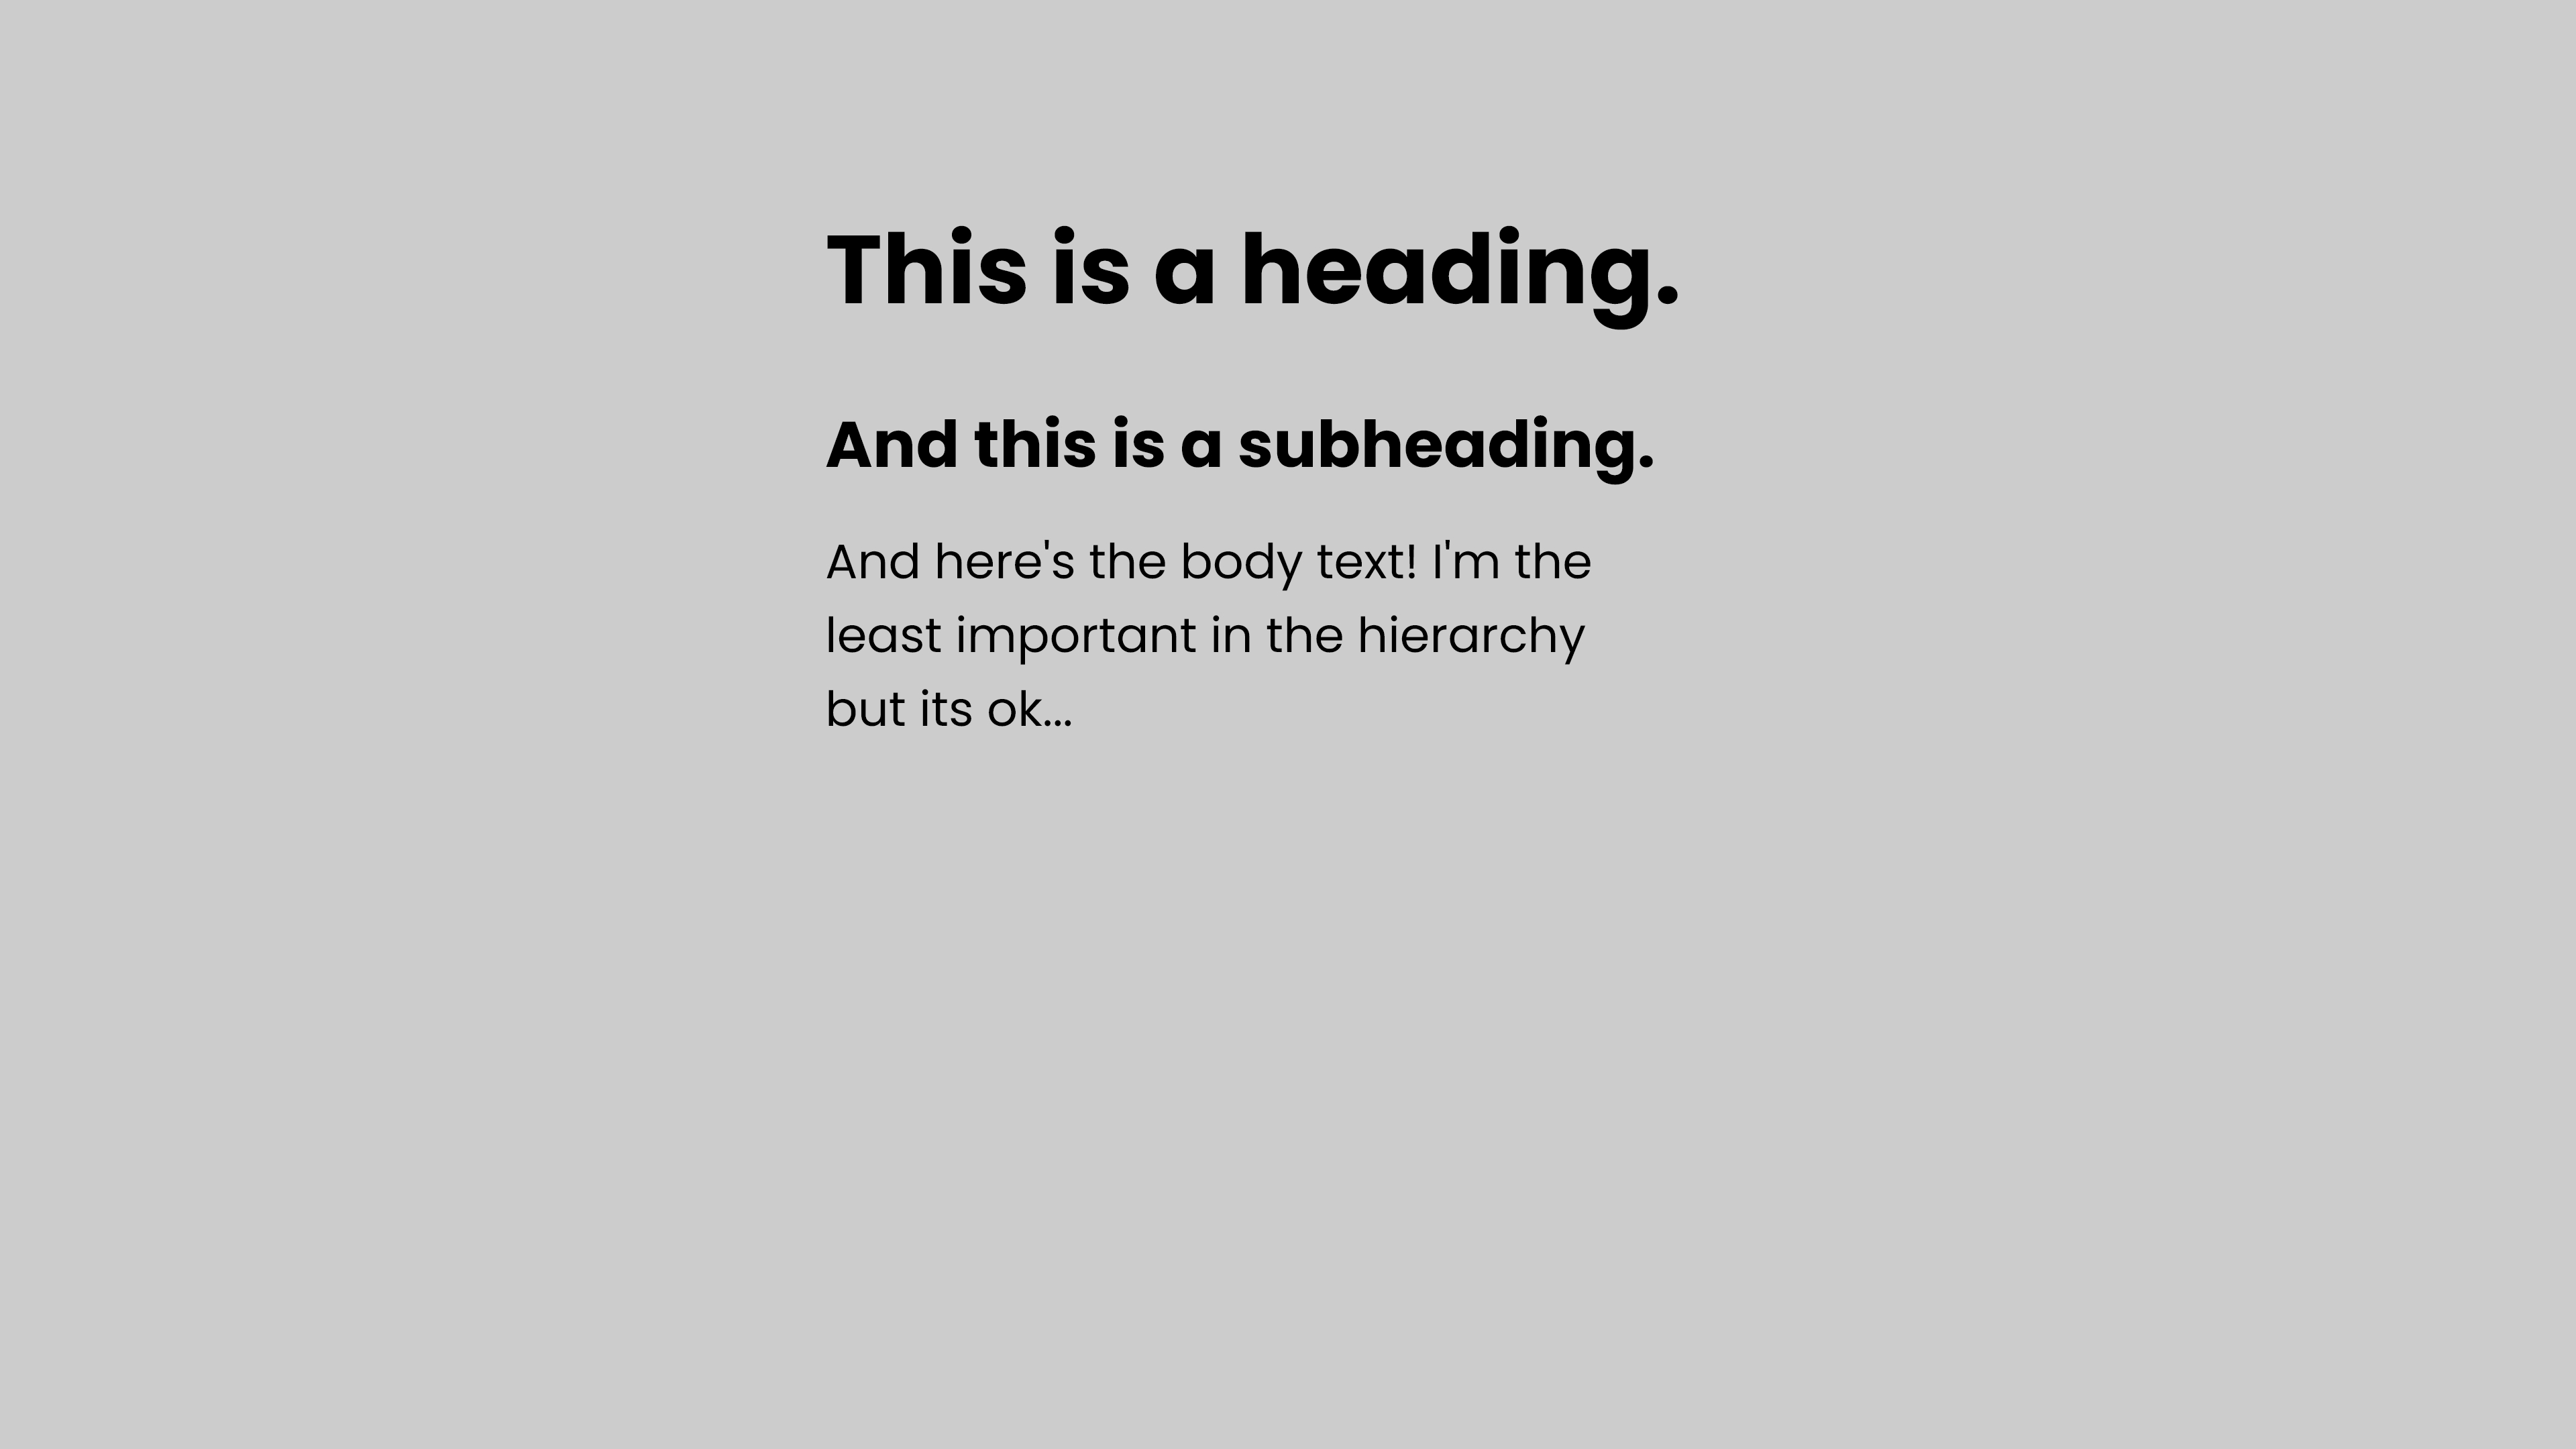 This is a heading.
And this is a subheading.
And here's the body text! I'm the
least important in the hierarchy
but its ok...